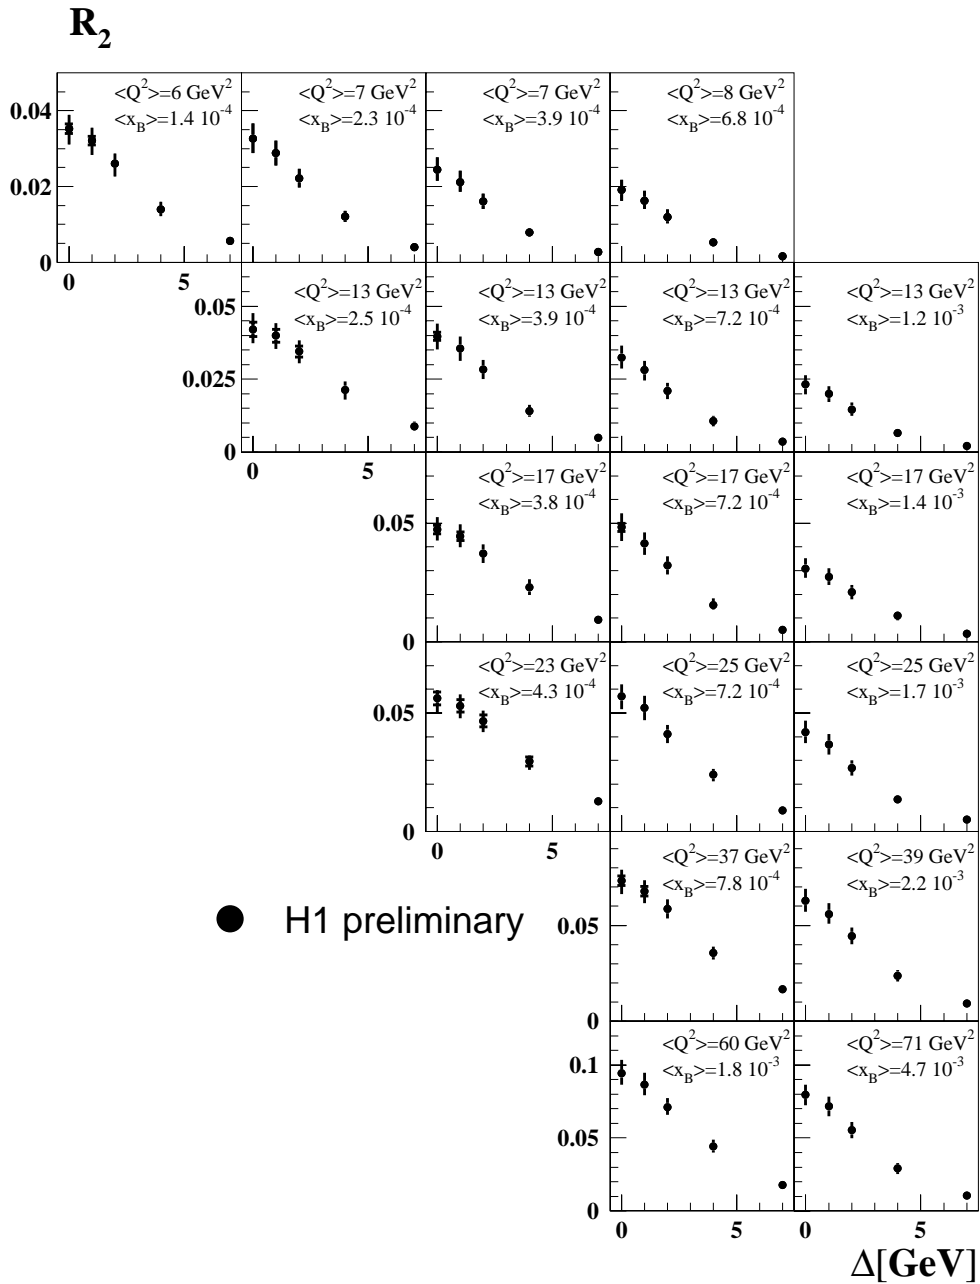 R2
<Q²>=6 GeV² <Q²>=7 GeV² <Q²>=7 GeV² <Q²>=8 GeV²
<xB>=1.4 10⁻⁴ <xB>=2.3 10⁻⁴ <xB>=3.9 10⁻⁴ <xB>=6.8 10⁻⁴
0.04
0.02
0
0 5
<Q²>=13 GeV² <Q²>=13 GeV² <Q²>=13 GeV² <Q²>=13 GeV²
<xB>=2.5 10⁻⁴ <xB>=3.9 10⁻⁴ <xB>=7.2 10⁻⁴ <xB>=1.2 10⁻³
0.05
0.025
0
0 5
<Q²>=17 GeV² <Q²>=17 GeV² <Q²>=17 GeV²
<xB>=3.8 10⁻⁴ <xB>=7.2 10⁻⁴ <xB>=1.4 10⁻³
0.05
0
<Q²>=23 GeV² <Q²>=25 GeV² <Q²>=25 GeV²
<xB>=4.3 10⁻⁴ <xB>=7.2 10⁻⁴ <xB>=1.7 10⁻³
0.05
0
0 5
<Q²>=37 GeV² <Q²>=39 GeV²
<xB>=7.8 10⁻⁴ <xB>=2.2 10⁻³
H1 preliminary
0.05
0
<Q²>=60 GeV² <Q²>=71 GeV²
<xB>=1.8 10⁻³ <xB>=4.7 10⁻³
0.1
0.05
0
0 5 0 5
Δ[GeV]